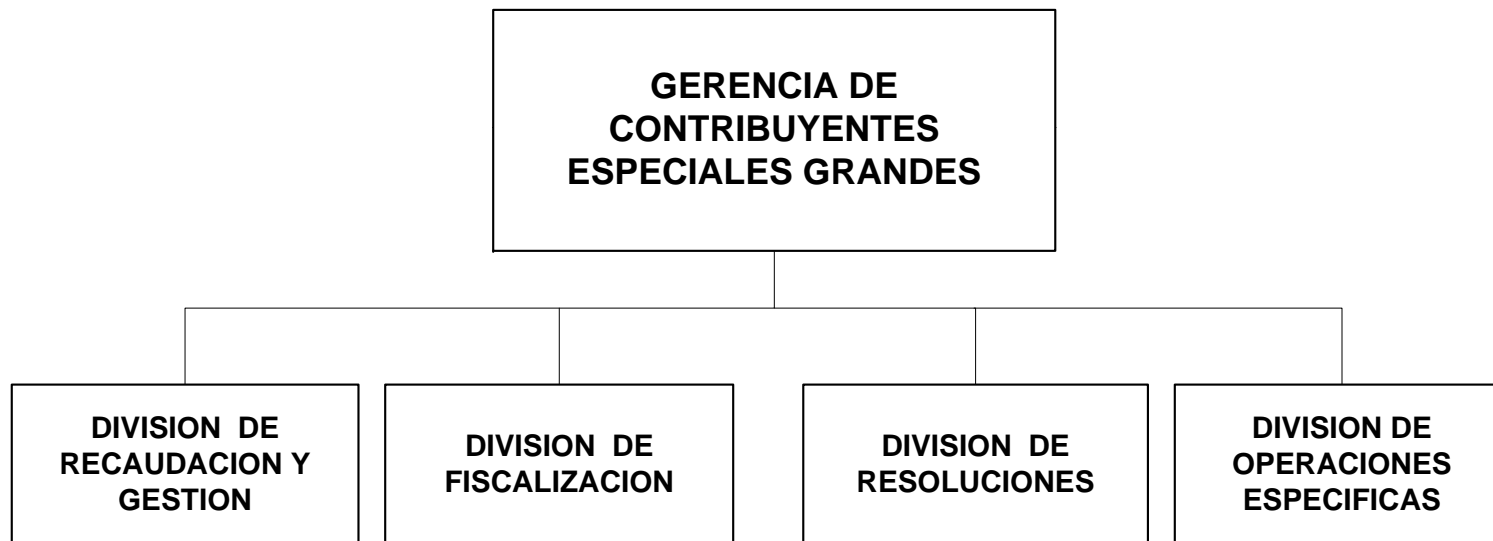 GERENCIA DE
CONTRIBUYENTES
ESPECIALES GRANDES
DIVISION DE
RECAUDACION Y
GESTION
DIVISION DE
FISCALIZACION
DIVISION DE
RESOLUCIONES
DIVISION DE
OPERACIONES
ESPECIFICAS